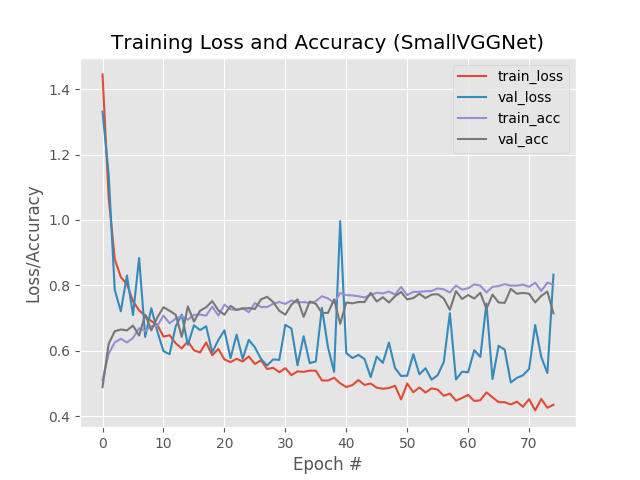 Training Loss and Accuracy (SmallVGGNet)
train_loss
val_loss
train_acc
val_acc
1.4
1.2
1.0
0.8
0.6
0.4
Loss/Accuracy
0 10 20 30 40 50 60 70
Epoch #